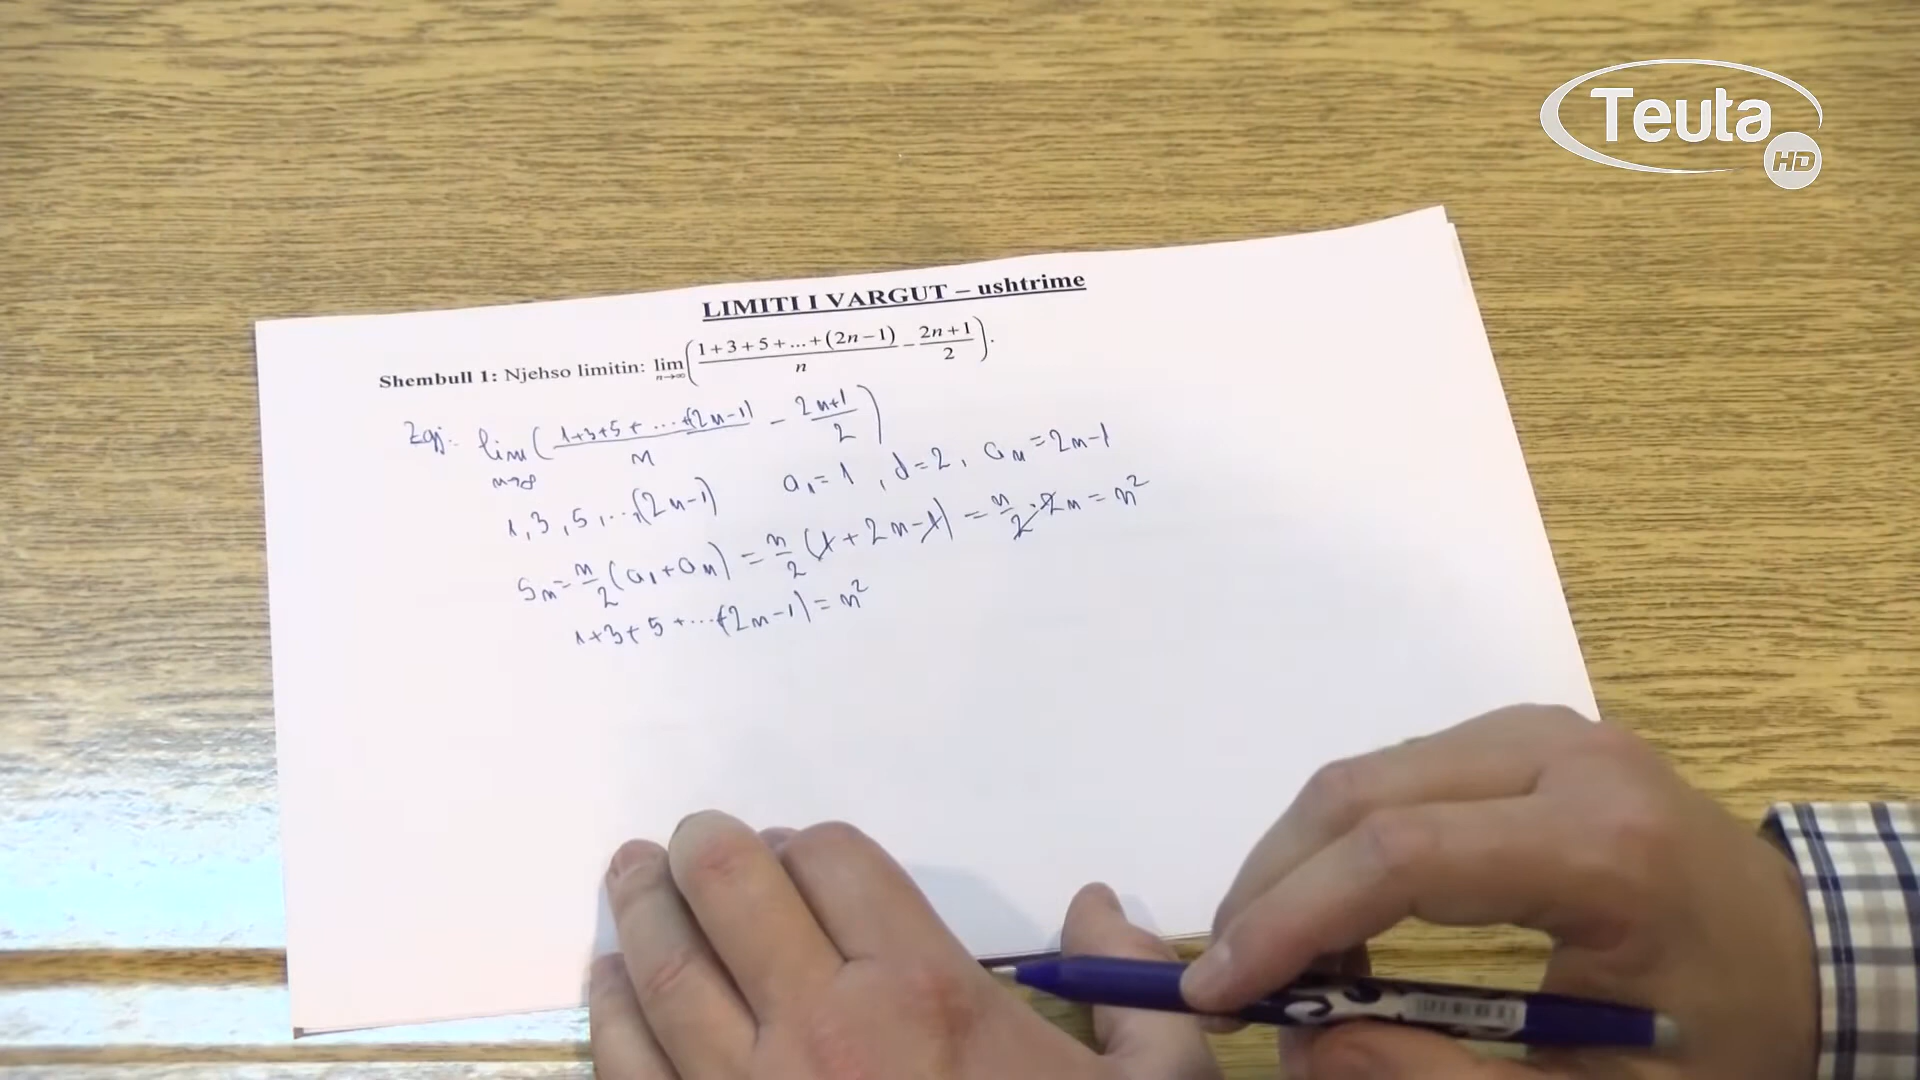 Teuta
HD
LIMITI I VARGUT – ushtrime
Shembull 1: Njehso limitin: lim n→∞ ( (1+3+5+...+(2n−1))/n − (2n+1)/2 ).
Zgj: lim n→∞ ( (1+3+5+...+(2n-1))/n − (2n+1)/2 )
1, 3, 5, ..., (2n-1)   a₁ = 1, d = 2, aₙ = 2n-1
Sₙ = n/2 (a₁ + aₙ) = n/2 (1 + 2n - 1) = n/2 · 2n = n²
1+3+5+...+(2n-1) = n²